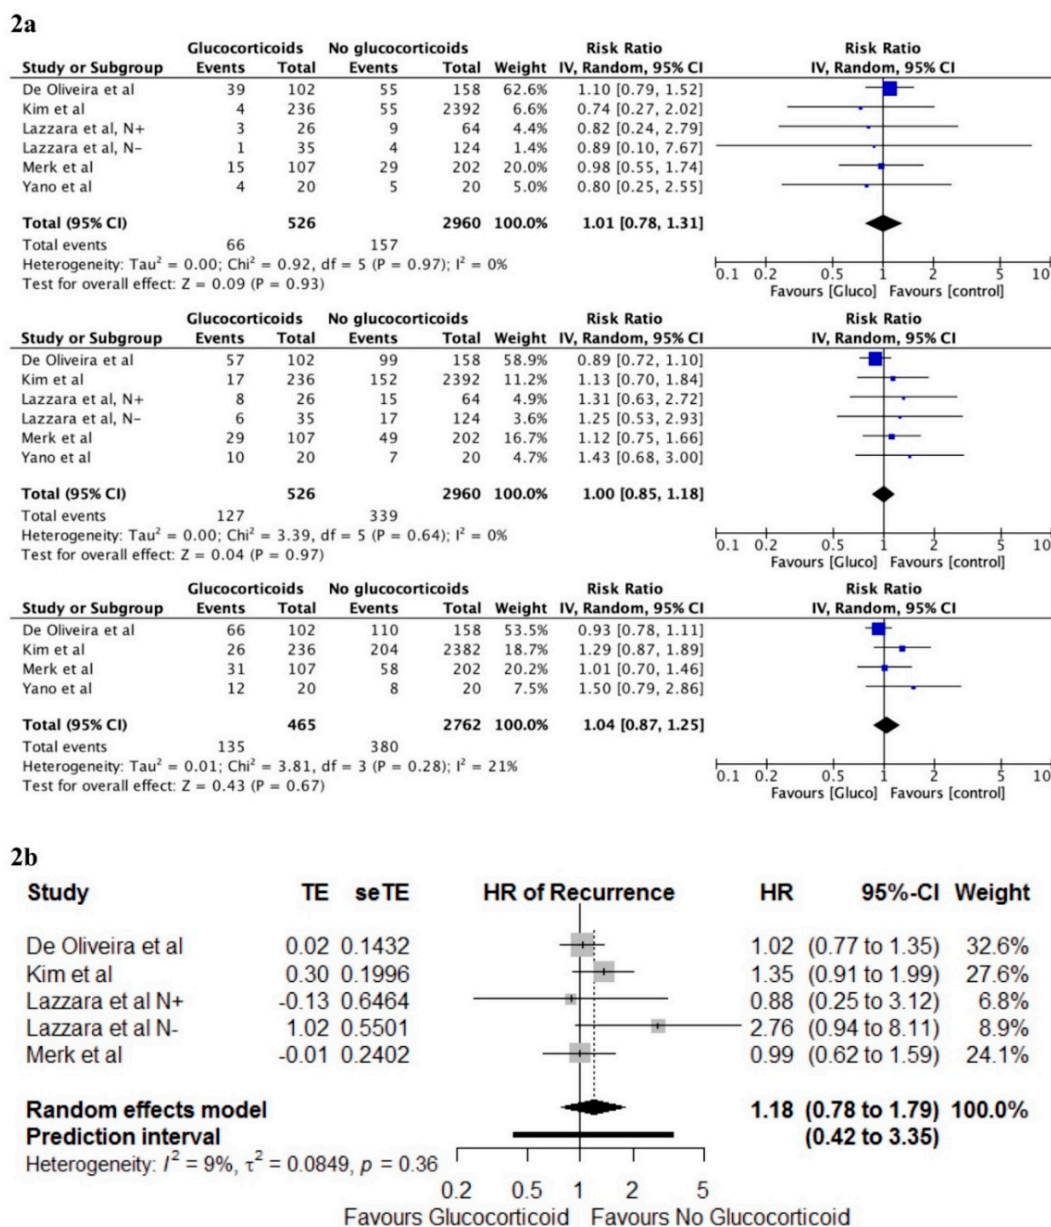 2a
Glucocorticoids No glucocorticoids Risk Ratio Risk Ratio
Study or Subgroup Events Total Events Total Weight IV, Random, 95% CI IV, Random, 95% CI
De Oliveira et al 39 102 55 158 62.6% 1.10 [0.79, 1.52]
Kim et al 4 236 55 2392 6.6% 0.74 [0.27, 2.02]
Lazzara et al, N+ 3 26 9 64 4.4% 0.82 [0.24, 2.79]
Lazzara et al, N– 1 35 4 124 1.4% 0.89 [0.10, 7.67]
Merk et al 15 107 29 202 20.0% 0.98 [0.55, 1.74]
Yano et al 4 20 5 20 5.0% 0.80 [0.25, 2.55]
Total (95% CI) 526 2960 100.0% 1.01 [0.78, 1.31]
Total events 66 157
Heterogeneity: Tau² = 0.00; Chi² = 0.92, df = 5 (P = 0.97); I² = 0%
Test for overall effect: Z = 0.09 (P = 0.93)
0.1 0.2 0.5 1 2 5 10
Favours [Gluco] Favours [control]
Glucocorticoids No glucocorticoids Risk Ratio Risk Ratio
Study or Subgroup Events Total Events Total Weight IV, Random, 95% CI IV, Random, 95% CI
De Oliveira et al 57 102 99 158 58.9% 0.89 [0.72, 1.10]
Kim et al 17 236 152 2392 11.2% 1.13 [0.70, 1.84]
Lazzara et al, N+ 8 26 15 64 4.9% 1.31 [0.63, 2.72]
Lazzara et al, N– 6 35 17 124 3.6% 1.25 [0.53, 2.93]
Merk et al 29 107 49 202 16.7% 1.12 [0.75, 1.66]
Yano et al 10 20 7 20 4.7% 1.43 [0.68, 3.00]
Total (95% CI) 526 2960 100.0% 1.00 [0.85, 1.18]
Total events 127 339
Heterogeneity: Tau² = 0.00; Chi² = 3.39, df = 5 (P = 0.64); I² = 0%
Test for overall effect: Z = 0.04 (P = 0.97)
0.1 0.2 0.5 1 2 5 10
Favours [Gluco] Favours [control]
Glucocorticoids No glucocorticoids Risk Ratio Risk Ratio
Study or Subgroup Events Total Events Total Weight IV, Random, 95% CI IV, Random, 95% CI
De Oliveira et al 66 102 110 158 53.5% 0.93 [0.78, 1.11]
Kim et al 26 236 204 2382 18.7% 1.29 [0.87, 1.89]
Merk et al 31 107 58 202 20.2% 1.01 [0.70, 1.46]
Yano et al 12 20 8 20 7.5% 1.50 [0.79, 2.86]
Total (95% CI) 465 2762 100.0% 1.04 [0.87, 1.25]
Total events 135 380
Heterogeneity: Tau² = 0.01; Chi² = 3.81, df = 3 (P = 0.28); I² = 21%
Test for overall effect: Z = 0.43 (P = 0.67)
0.1 0.2 0.5 1 2 5 10
Favours [Gluco] Favours [control]
2b
Study TE seTE HR of Recurrence HR 95%-CI Weight
De Oliveira et al 0.02 0.1432 1.02 (0.77 to 1.35) 32.6%
Kim et al 0.30 0.1996 1.35 (0.91 to 1.99) 27.6%
Lazzara et al N+ -0.13 0.6464 0.88 (0.25 to 3.12) 6.8%
Lazzara et al N- 1.02 0.5501 2.76 (0.94 to 8.11) 8.9%
Merk et al -0.01 0.2402 0.99 (0.62 to 1.59) 24.1%
Random effects model 1.18 (0.78 to 1.79) 100.0%
Prediction interval (0.42 to 3.35)
Heterogeneity: I² = 9%, τ² = 0.0849, p = 0.36
0.2 0.5 1 2 5
Favours Glucocorticoid Favours No Glucocorticoid